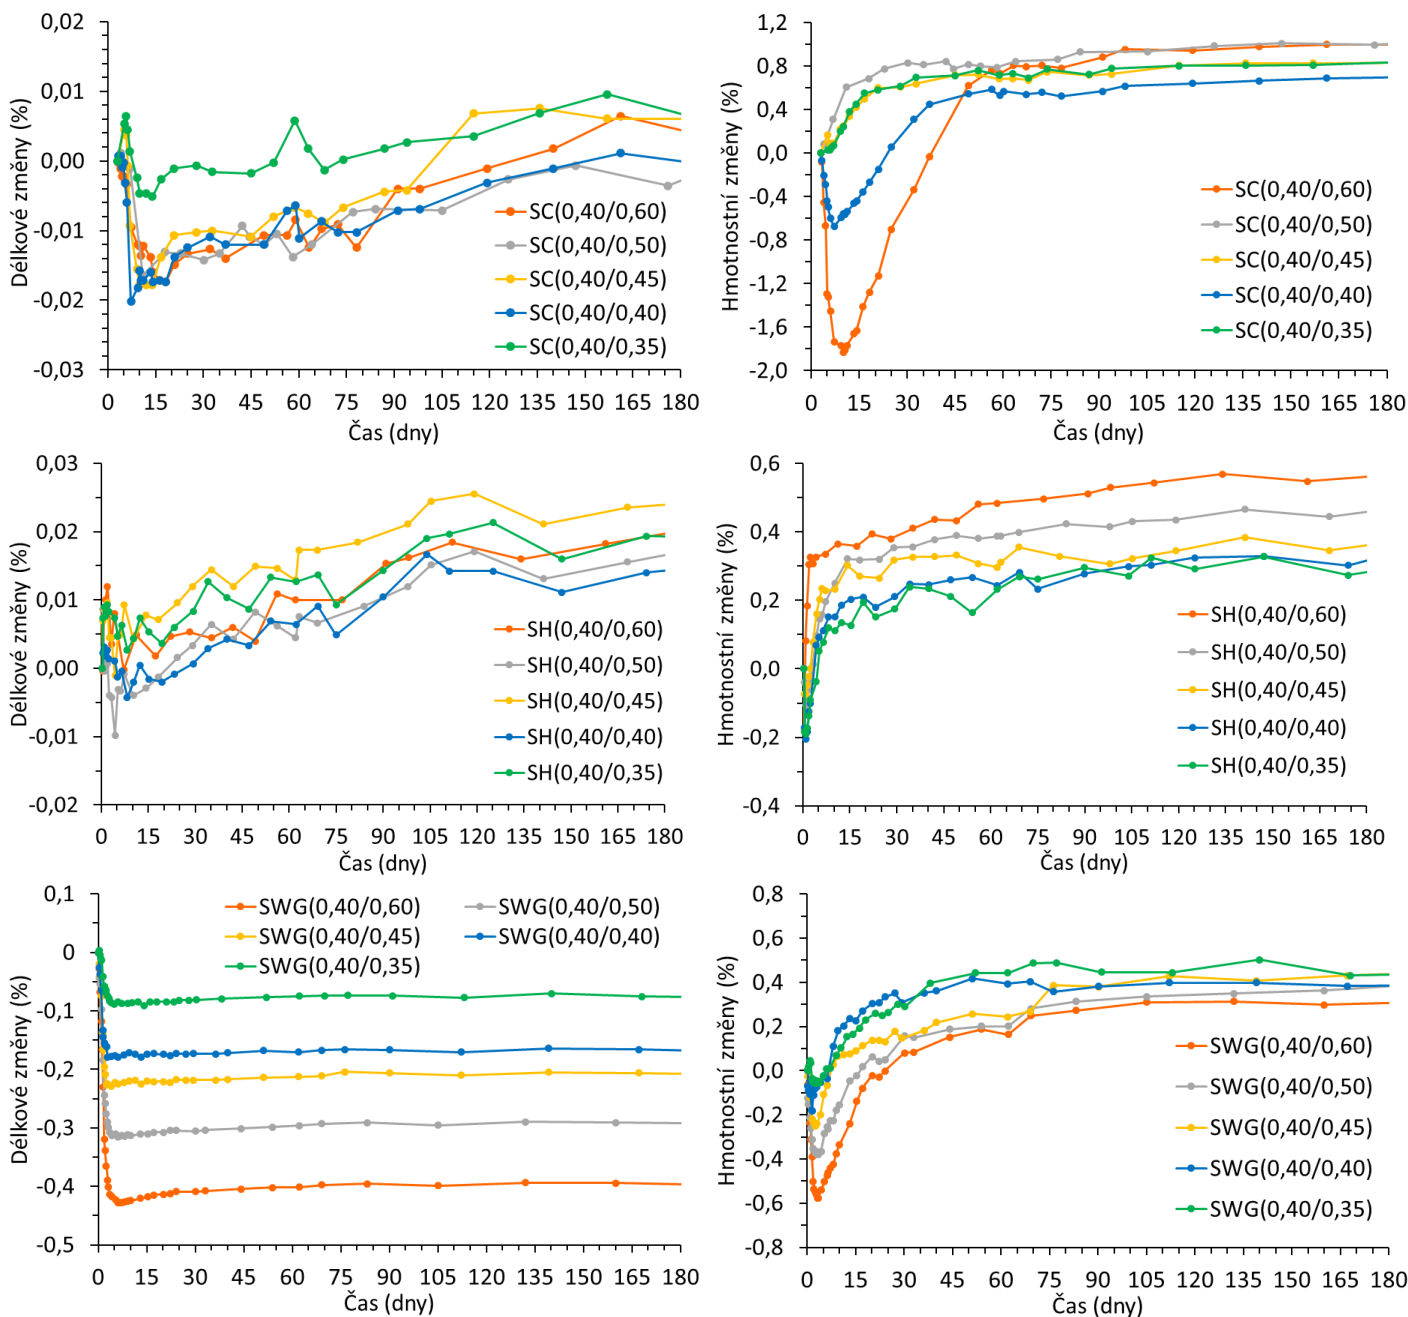 Délkové změny (%)
0,02
0,01
0,00
-0,01
-0,02
-0,03
SC(0,40/0,60)
SC(0,40/0,50)
SC(0,40/0,45)
SC(0,40/0,40)
SC(0,40/0,35)
0 15 30 45 60 75 90 105 120 135 150 165 180
Čas (dny)
Hmotnostní změny (%)
1,2
0,8
0,4
0,0
-0,4
-0,8
-1,2
-1,6
-2,0
SC(0,40/0,60)
SC(0,40/0,50)
SC(0,40/0,45)
SC(0,40/0,40)
SC(0,40/0,35)
0 15 30 45 60 75 90 105 120 135 150 165 180
Čas (dny)
Délkové změny (%)
0,03
0,02
0,01
0,00
-0,01
-0,02
SH(0,40/0,60)
SH(0,40/0,50)
SH(0,40/0,45)
SH(0,40/0,40)
SH(0,40/0,35)
0 15 30 45 60 75 90 105 120 135 150 165 180
Čas (dny)
Hmotnostní změny (%)
0,6
0,4
0,2
0,0
-0,2
-0,4
SH(0,40/0,60)
SH(0,40/0,50)
SH(0,40/0,45)
SH(0,40/0,40)
SH(0,40/0,35)
0 15 30 45 60 75 90 105 120 135 150 165 180
Čas (dny)
Délkové změny (%)
0,1
0
-0,1
-0,2
-0,3
-0,4
-0,5
SWG(0,40/0,60) SWG(0,40/0,50)
SWG(0,40/0,45) SWG(0,40/0,40)
SWG(0,40/0,35)
0 15 30 45 60 75 90 105 120 135 150 165 180
Čas (dny)
Hmotnostní změny (%)
0,8
0,6
0,4
0,2
0,0
-0,2
-0,4
-0,6
-0,8
SWG(0,40/0,60)
SWG(0,40/0,50)
SWG(0,40/0,45)
SWG(0,40/0,40)
SWG(0,40/0,35)
0 15 30 45 60 75 90 105 120 135 150 165 180
Čas (dny)